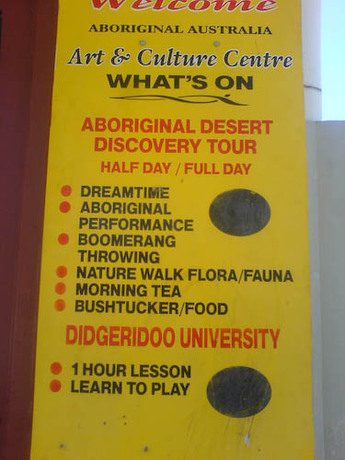 Welcome
ABORIGINAL AUSTRALIA
Art & Culture Centre
WHAT'S ON
ABORIGINAL DESERT
DISCOVERY TOUR
HALF DAY / FULL DAY
DREAMTIME
ABORIGINAL
PERFORMANCE
BOOMERANG
THROWING
NATURE WALK FLORA/FAUNA
MORNING TEA
BUSHTUCKER/FOOD
DIDGERIDOO UNIVERSITY
1 HOUR LESSON
LEARN TO PLAY